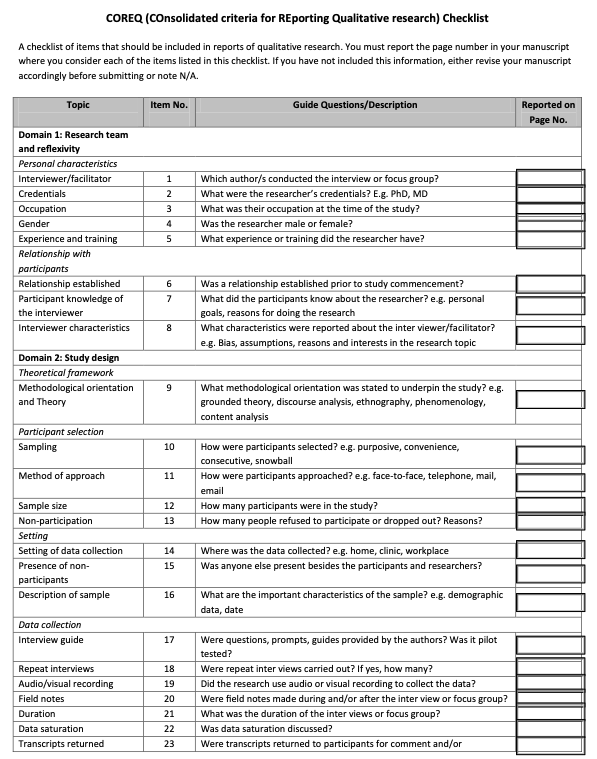 COREQ (COnsolidated criteria for REporting Qualitative research) Checklist
A checklist of items that should be included in reports of qualitative research. You must report the page number in your manuscript
where you consider each of the items listed in this checklist. If you have not included this information, either revise your manuscript
accordingly before submitting or note N/A.
Topic Item No. Guide Questions/Description Reported on
Page No.
Domain 1: Research team
and reflexivity
Personal characteristics
Interviewer/facilitator 1 Which author/s conducted the interview or focus group?
Credentials 2 What were the researcher's credentials? E.g. PhD, MD
Occupation 3 What was their occupation at the time of the study?
Gender 4 Was the researcher male or female?
Experience and training 5 What experience or training did the researcher have?
Relationship with
participants
Relationship established 6 Was a relationship established prior to study commencement?
Participant knowledge of 7 What did the participants know about the researcher? e.g. personal
the interviewer goals, reasons for doing the research
Interviewer characteristics 8 What characteristics were reported about the inter viewer/facilitator?
e.g. Bias, assumptions, reasons and interests in the research topic
Domain 2: Study design
Theoretical framework
Methodological orientation 9 What methodological orientation was stated to underpin the study? e.g.
and Theory grounded theory, discourse analysis, ethnography, phenomenology,
content analysis
Participant selection
Sampling 10 How were participants selected? e.g. purposive, convenience,
consecutive, snowball
Method of approach 11 How were participants approached? e.g. face-to-face, telephone, mail,
email
Sample size 12 How many participants were in the study?
Non-participation 13 How many people refused to participate or dropped out? Reasons?
Setting
Setting of data collection 14 Where was the data collected? e.g. home, clinic, workplace
Presence of non- 15 Was anyone else present besides the participants and researchers?
participants
Description of sample 16 What are the important characteristics of the sample? e.g. demographic
data, date
Data collection
Interview guide 17 Were questions, prompts, guides provided by the authors? Was it pilot
tested?
Repeat interviews 18 Were repeat inter views carried out? If yes, how many?
Audio/visual recording 19 Did the research use audio or visual recording to collect the data?
Field notes 20 Were field notes made during and/or after the inter view or focus group?
Duration 21 What was the duration of the inter views or focus group?
Data saturation 22 Was data saturation discussed?
Transcripts returned 23 Were transcripts returned to participants for comment and/or